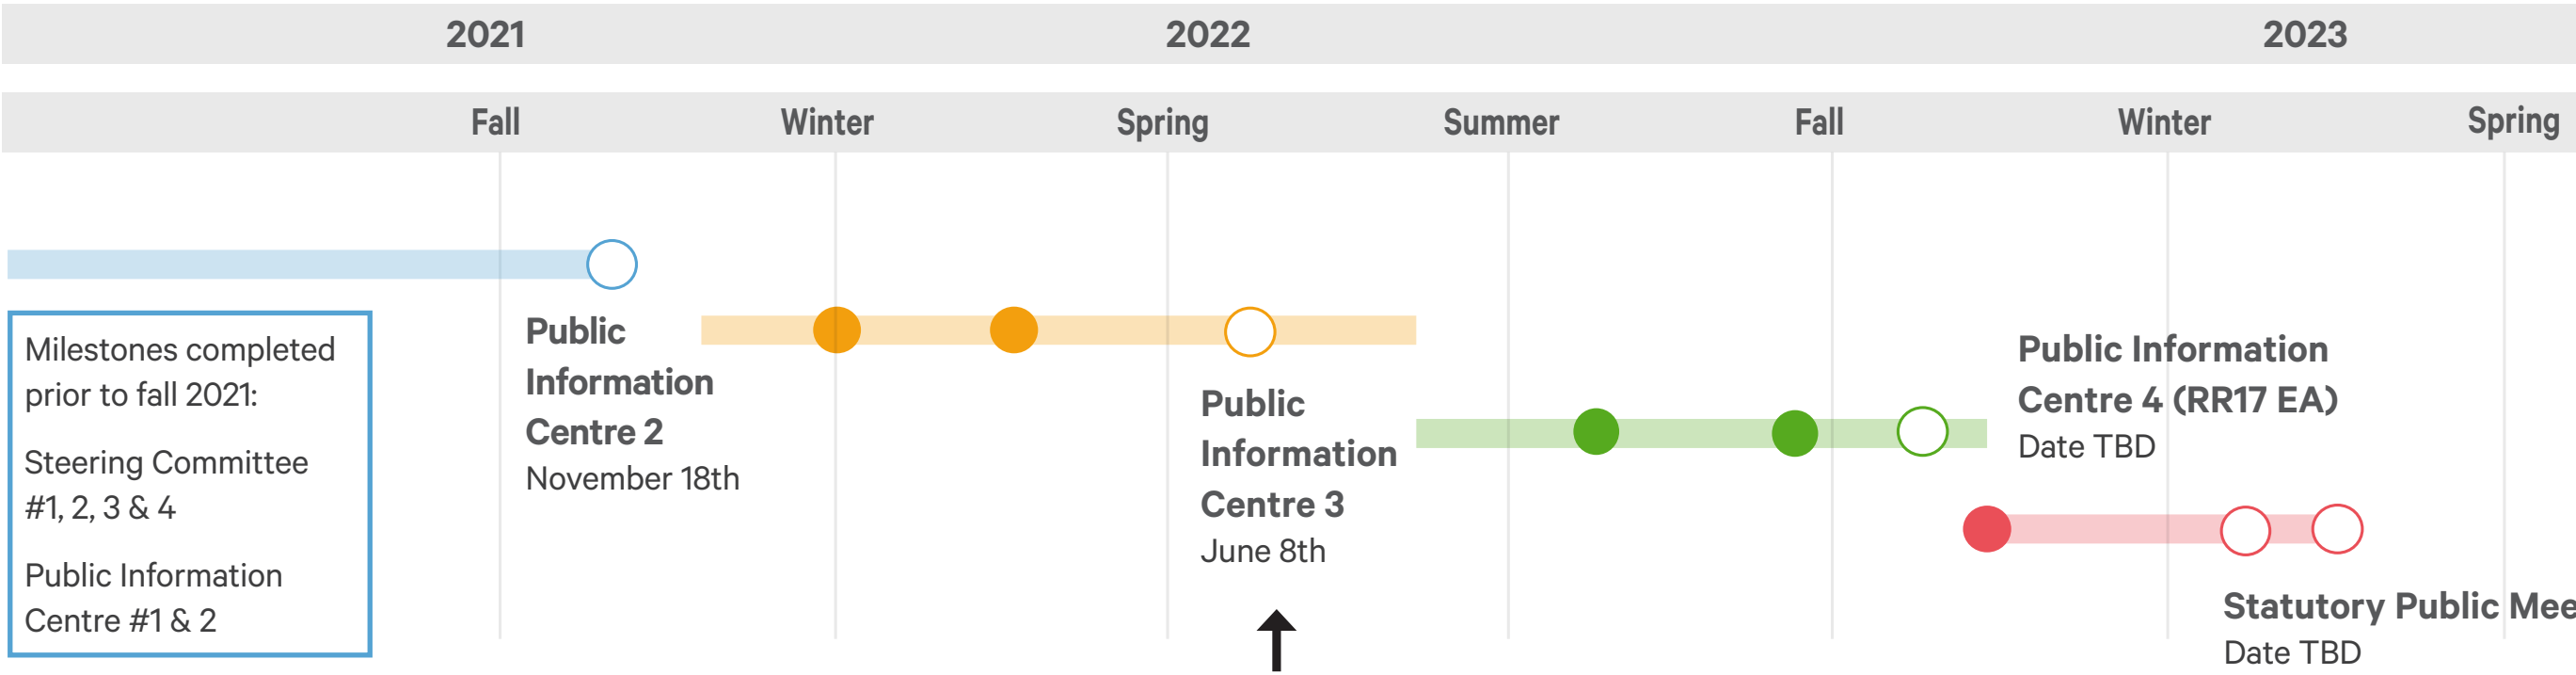 2021 2022 2023
Fall Winter Spring Summer Fall Winter Spring
Milestones completed
prior to fall 2021:
Steering Committee
#1, 2, 3 & 4
Public Information
Centre #1 & 2
Public
Information
Centre 2
November 18th
Public
Information
Centre 3
June 8th
Public Information
Centre 4 (RR17 EA)
Date TBD
Statutory Public Mee
Date TBD